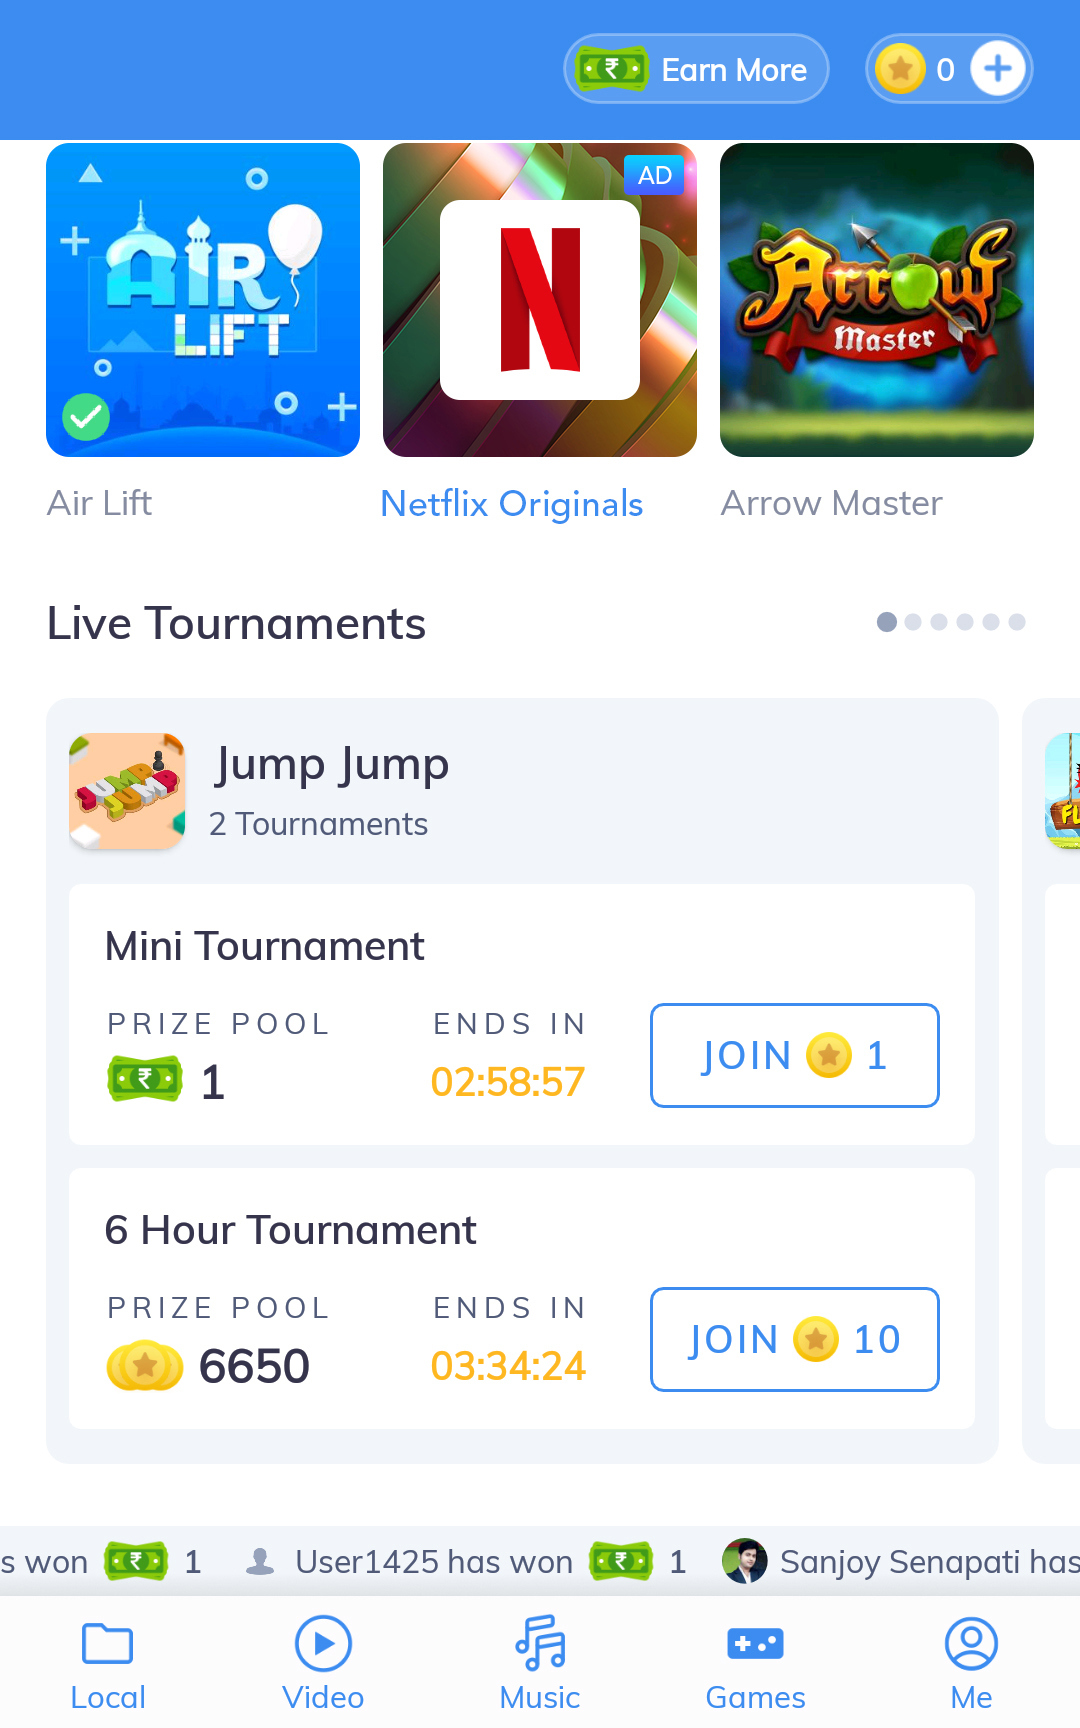 ₹ Earn More 0
AIR
LIFT
AD
N
Arrow
Master
Air Lift
Netflix Originals
Arrow Master
Live Tournaments
JUMP
JUMP
Jump Jump
2 Tournaments
Mini Tournament
PRIZE POOL
₹ 1
ENDS IN
02:58:57
JOIN 1
6 Hour Tournament
PRIZE POOL
6650
ENDS IN
03:34:24
JOIN 10
s won ₹ 1 User1425 has won ₹ 1 Sanjoy Senapati has
Local Video Music Games Me